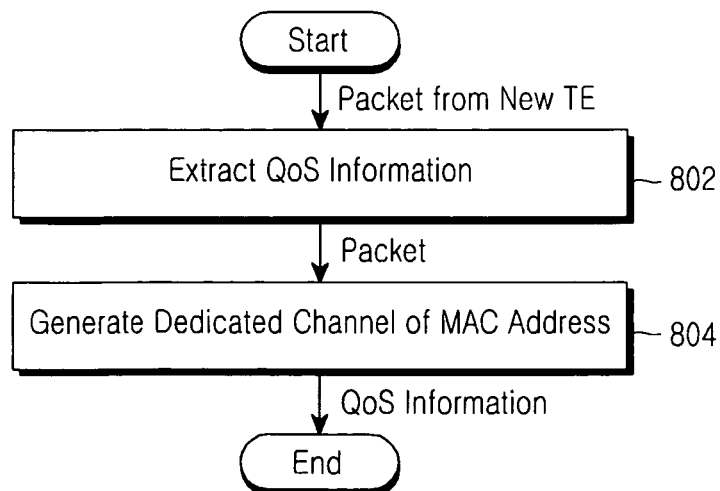 Start
Packet from New TE
Extract QoS Information
802
Packet
Generate Dedicated Channel of MAC Address
804
QoS Information
End